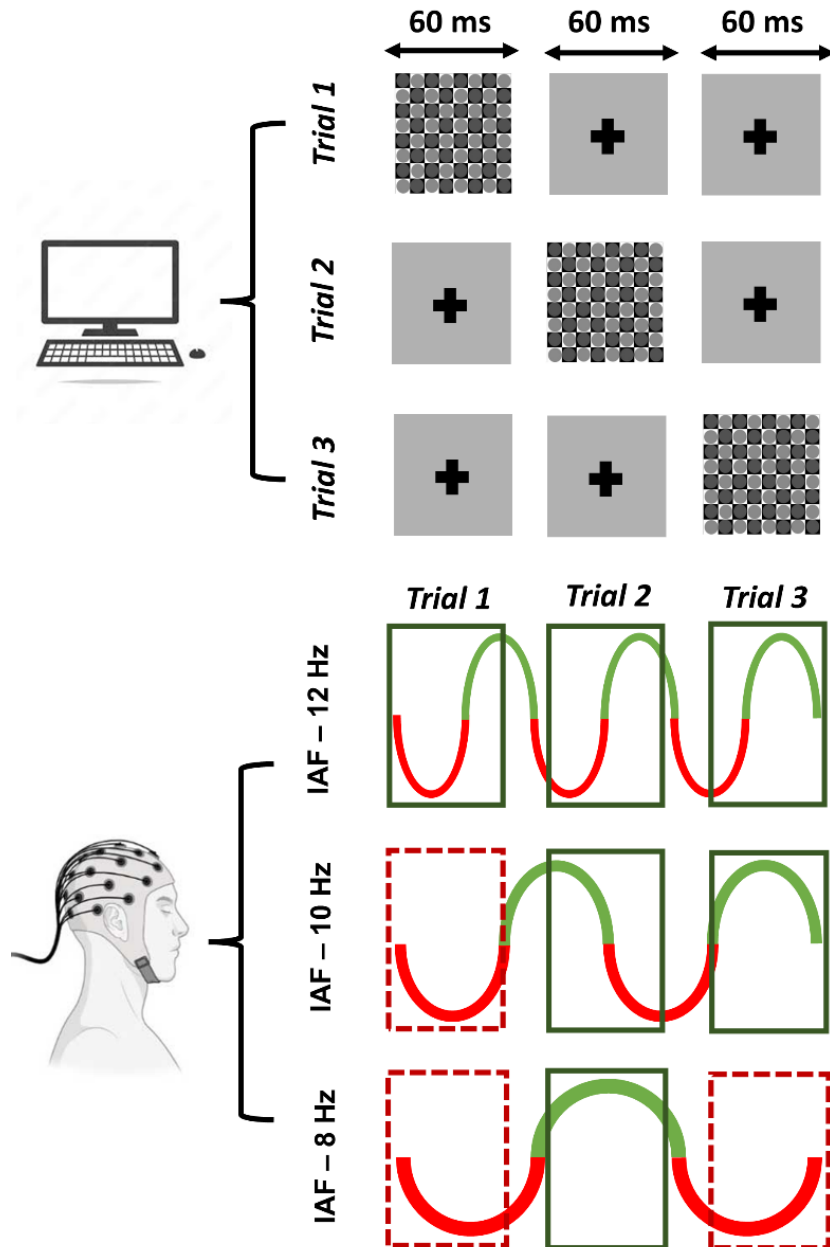 60 ms 60 ms 60 ms
Trial 1
Trial 2
Trial 3
Trial 1 Trial 2 Trial 3
IAF – 12 Hz
IAF – 10 Hz
IAF – 8 Hz